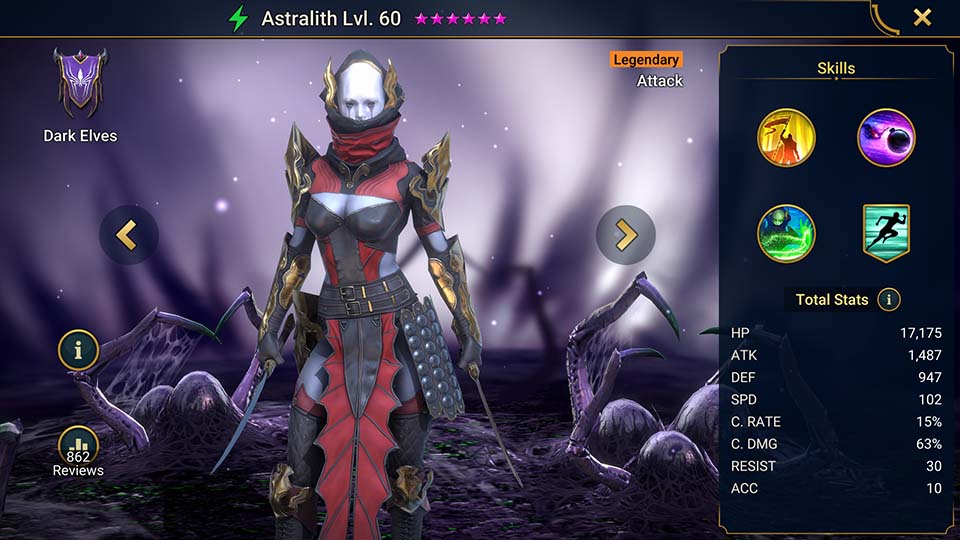 Astralith Lvl. 60
Legendary
Attack
Dark Elves
862
Reviews
Skills
Total Stats
HP 17,175
ATK 1,487
DEF 947
SPD 102
C. RATE 15%
C. DMG 63%
RESIST 30
ACC 10